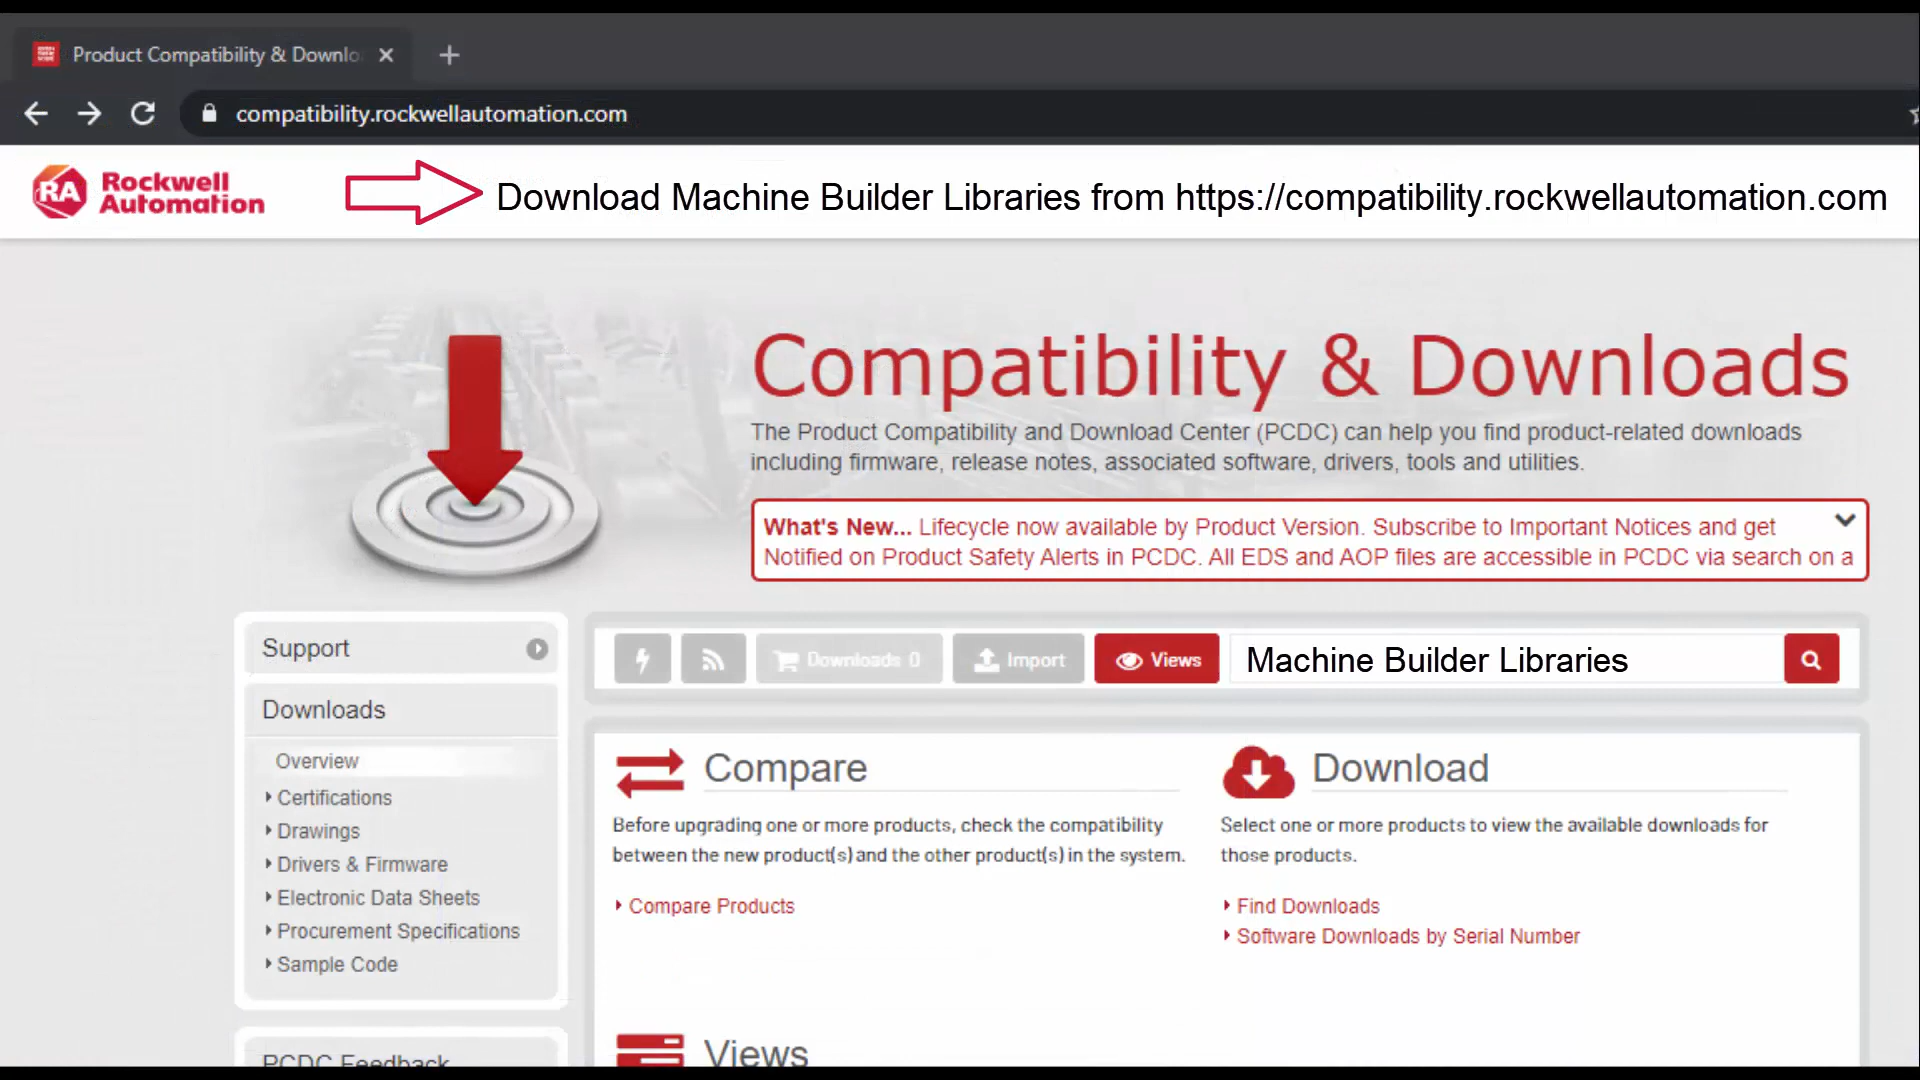 Product Compatibility & Downlo
compatibility.rockwellautomation.com
RA Rockwell
Automation
Download Machine Builder Libraries from https://compatibility.rockwellautomation.com
Compatibility & Downloads
The Product Compatibility and Download Center (PCDC) can help you find product-related downloads
including firmware, release notes, associated software, drivers, tools and utilities.
What's New... Lifecycle now available by Product Version. Subscribe to Important Notices and get
Notified on Product Safety Alerts in PCDC. All EDS and AOP files are accessible in PCDC via search on a
Support
Downloads
Overview
Certifications
Drawings
Drivers & Firmware
Electronic Data Sheets
Procurement Specifications
Sample Code
PCDC Feedback
Downloads 0
Import
Views
Machine Builder Libraries
Compare
Before upgrading one or more products, check the compatibility
between the new product(s) and the other product(s) in the system.
Compare Products
Download
Select one or more products to view the available downloads for
those products.
Find Downloads
Software Downloads by Serial Number
Views